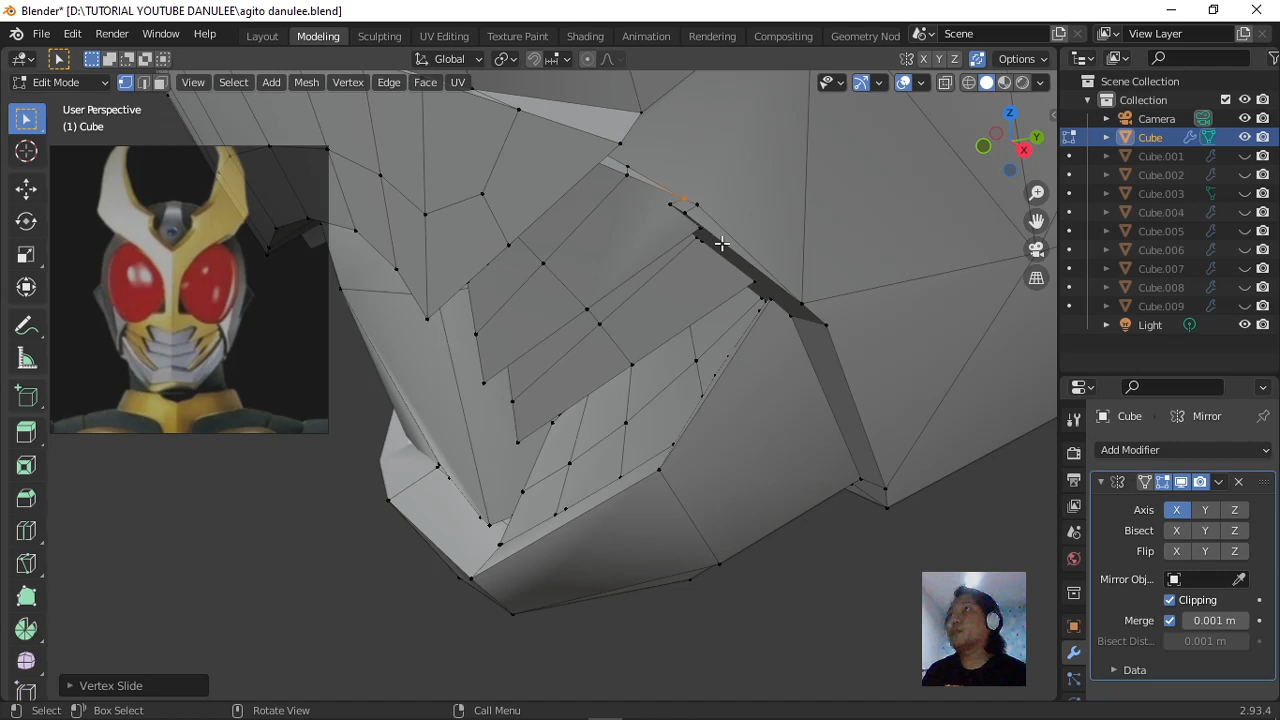 Blender* [D:\TUTORIAL YOUTUBE DANULEE\agito danulee.blend]
File Edit Render Window Help Layout Modeling Sculpting UV Editing Texture Paint Shading Animation Rendering Compositing Geometry Nod Scene View Layer
Global X Y Z Options
Edit Mode View Select Add Mesh Vertex Edge Face UV
User Perspective
(1) Cube
Z
Y
X
Scene Collection
Collection
Camera
Cube
Cube.001
Cube.002
Cube.003
Cube.004
Cube.005
Cube.006
Cube.007
Cube.008
Cube.009
Light
Cube Mirror
Add Modifier
Axis X Y Z
Bisect X Y Z
Flip X Y Z
Mirror Obj...
Clipping
Merge 0.001 m
Bisect Dist... 0.001 m
Data
Vertex Slide
Select Box Select Rotate View Call Menu 2.93.4